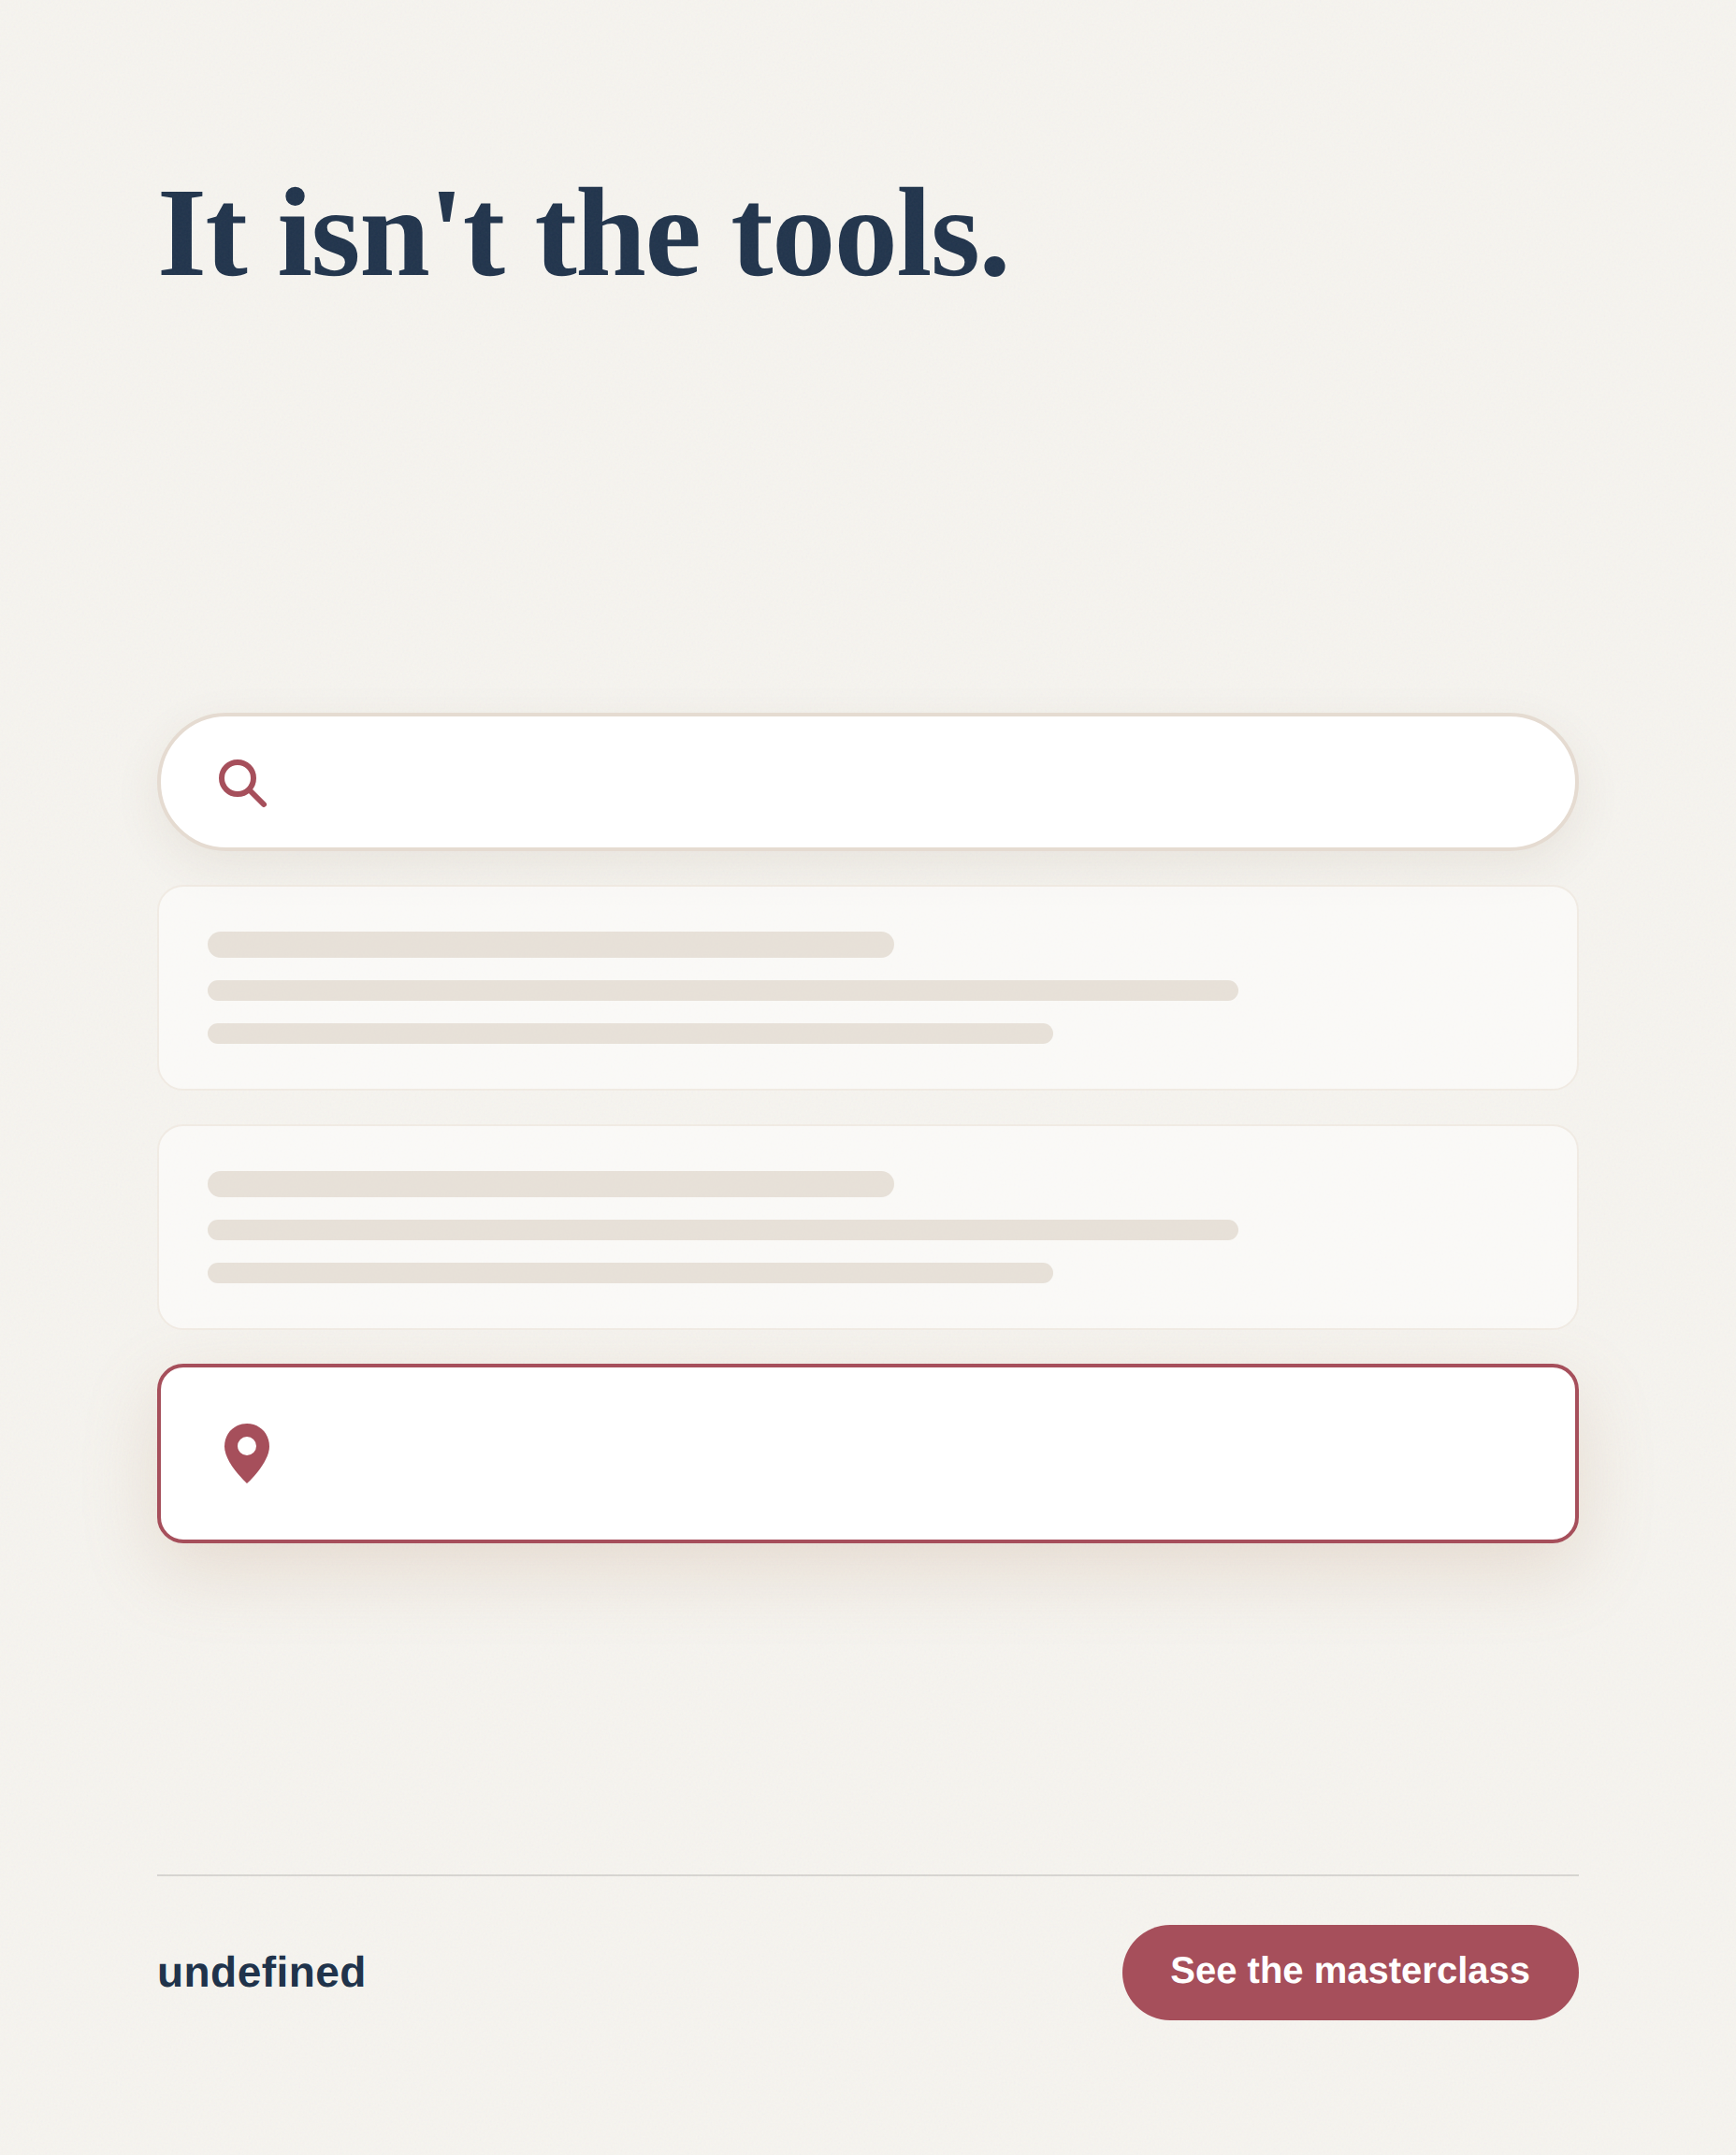 It isn't the tools.
undefined
See the masterclass